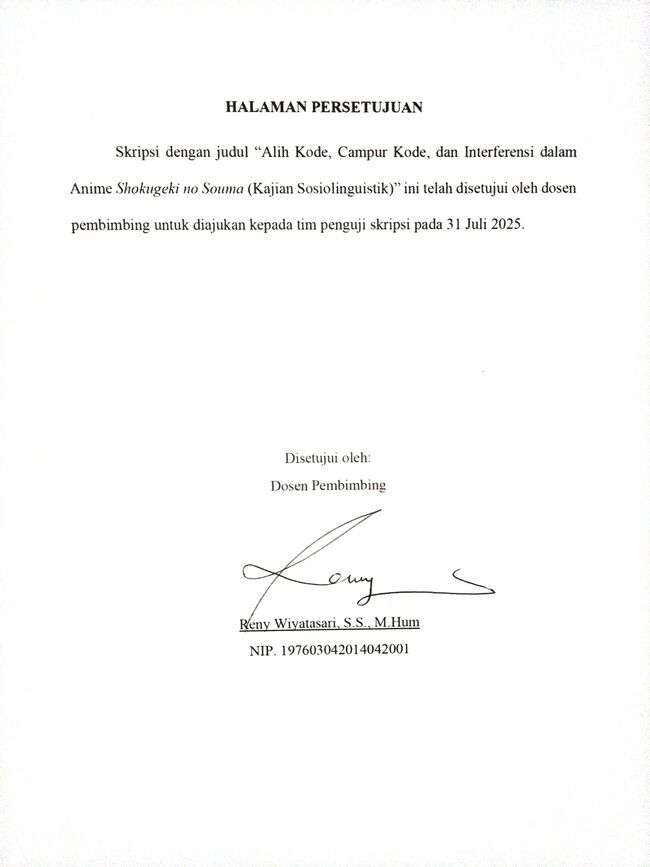 HALAMAN PERSETUJUAN
Skripsi dengan judul “Alih Kode, Campur Kode, dan Interferensi dalam
Anime Shokugeki no Souma (Kajian Sosiolinguistik)” ini telah disetujui oleh dosen
pembimbing untuk diajukan kepada tim penguji skripsi pada 31 Juli 2025.
Disetujui oleh:
Dosen Pembimbing
Reny Wiyatasari, S.S., M.Hum
NIP. 197603042014042001